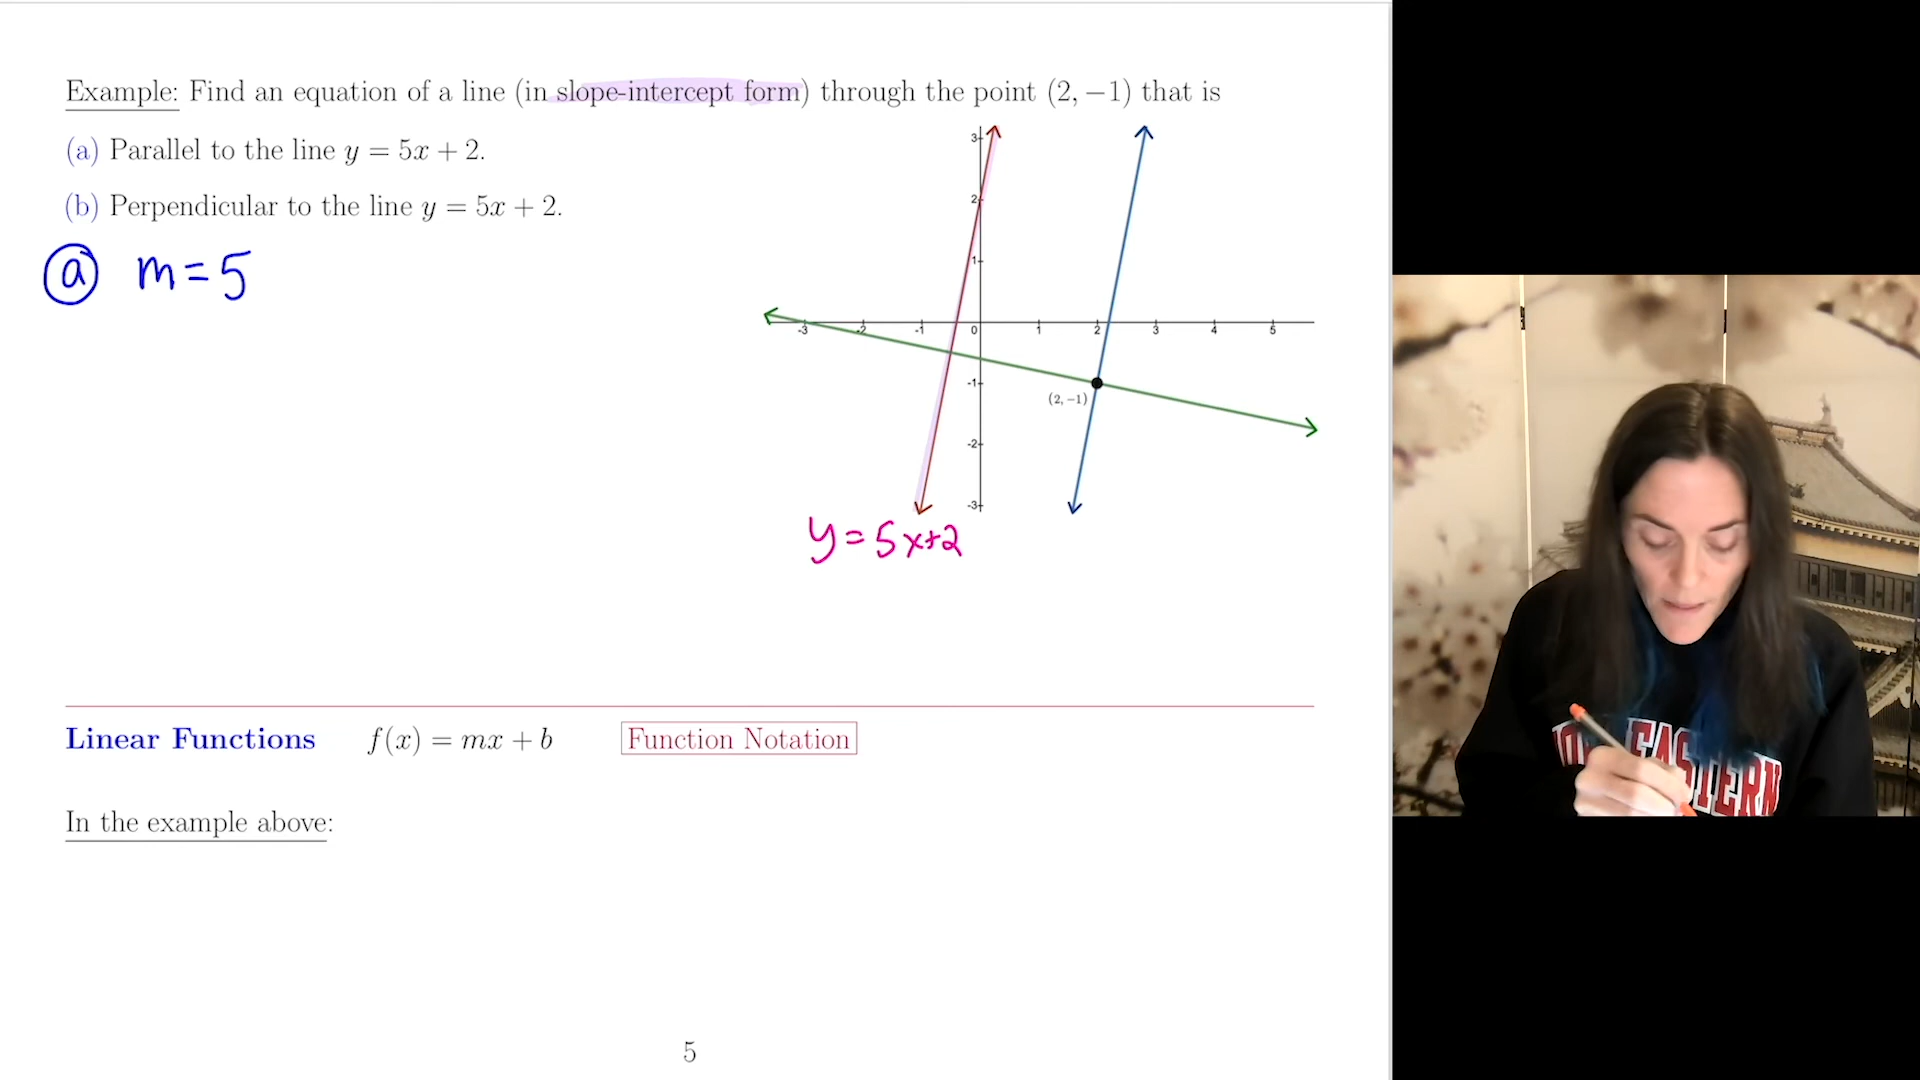 Example: Find an equation of a line (in slope-intercept form) through the point (2, −1) that is
(a) Parallel to the line y = 5x + 2.
(b) Perpendicular to the line y = 5x + 2.
(a) m = 5
3
2
1
-3 -2 -1 0 1 2 3 4 5
-1
(2, −1)
-2
-3
y = 5x+2
Linear Functions f(x) = mx + b Function Notation
In the example above:
5